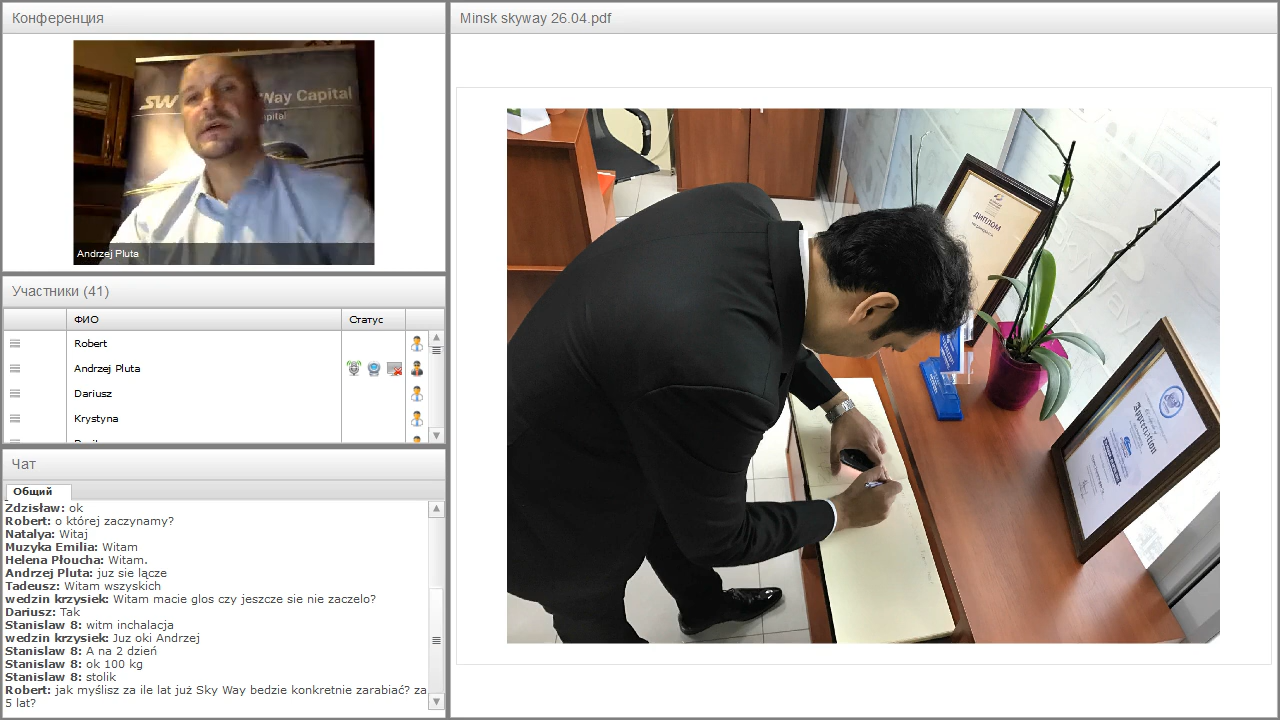 Конференция
SW
Way Capital
apital
Andrzej Pluta
Участники (41)
ФИО
Статус
Robert
Andrzej Pluta
Dariusz
Krystyna
Чат
Общий
Zdzisław: ok
Robert: o której zaczynamy?
Natalya: Witaj
Muzyka Emilia: Witam
Helena Płoucha: Witam.
Andrzej Pluta: juz sie lącze
Tadeusz: Witam wszyskich
wedzin krzysiek: Witam macie glos czy jeszcze sie nie zaczelo?
Dariusz: Tak
Stanislaw 8: witm inchalacja
wedzin krzysiek: Juz oki Andrzej
Stanislaw 8: A na 2 dzień
Stanislaw 8: ok 100 kg
Stanislaw 8: stolik
Robert: jak myślisz za ile lat już Sky Way bedzie konkretnie zarabiać? za
5 lat?
Minsk skyway 26.04.pdf
ДИПЛОМ
Appreciation